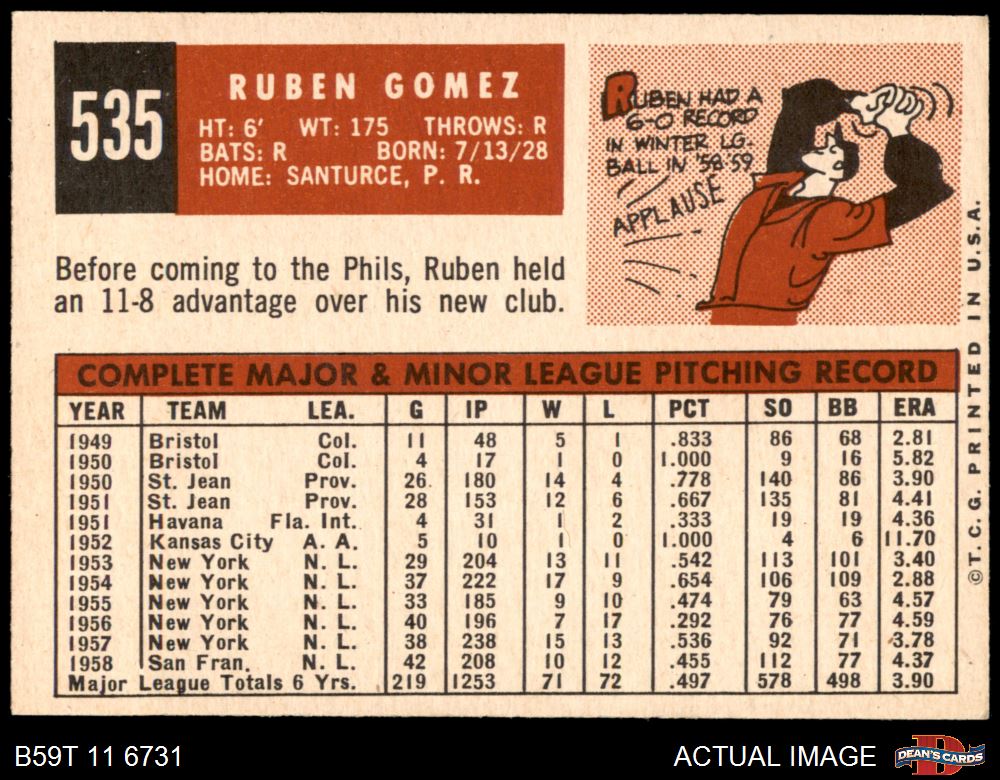 535
RUBEN GOMEZ
HT: 6' WT: 175 THROWS: R
BATS: R BORN: 7/13/28
HOME: SANTURCE, P. R.
RUBEN HAD A
6-0 RECORD
IN WINTER LG.
BALL IN '58-59
APPLAUSE
Before coming to the Phils, Ruben held
an 11-8 advantage over his new club.
COMPLETE MAJOR & MINOR LEAGUE PITCHING RECORD
YEAR TEAM LEA. G IP W L PCT SO BB ERA
1949 Bristol Col. 11 48 5 1 .833 86 68 2.81
1950 Bristol Col. 4 17 1 0 1.000 9 16 5.82
1950 St. Jean Prov. 26 180 14 4 .778 140 86 3.90
1951 St. Jean Prov. 28 153 12 6 .667 135 81 4.41
1951 Havana Fla. Int. 4 31 1 2 .333 19 19 4.36
1952 Kansas City A. A. 5 10 1 0 1.000 4 6 11.70
1953 New York N. L. 29 204 13 11 .542 113 101 3.40
1954 New York N. L. 37 222 17 9 .654 106 109 2.88
1955 New York N. L. 33 185 9 10 .474 79 63 4.57
1956 New York N. L. 40 196 7 17 .292 76 77 4.59
1957 New York N. L. 38 238 15 13 .536 92 71 3.78
1958 San Fran. N. L. 42 208 10 12 .455 112 77 4.37
Major League Totals 6 Yrs. 219 1253 71 72 .497 578 498 3.90
©T. C. G. PRINTED IN U.S.A.
B59T 11 6731
ACTUAL IMAGE
D
DEAN'S CARDS